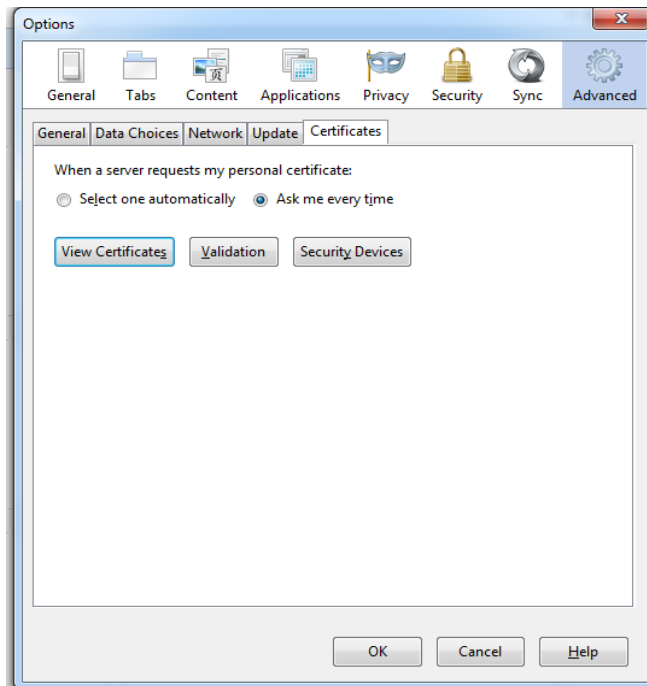 Options
General Tabs Content Applications Privacy Security Sync Advanced
General Data Choices Network Update Certificates
When a server requests my personal certificate:
Select one automatically Ask me every time
View Certificates Validation Security Devices
OK Cancel Help